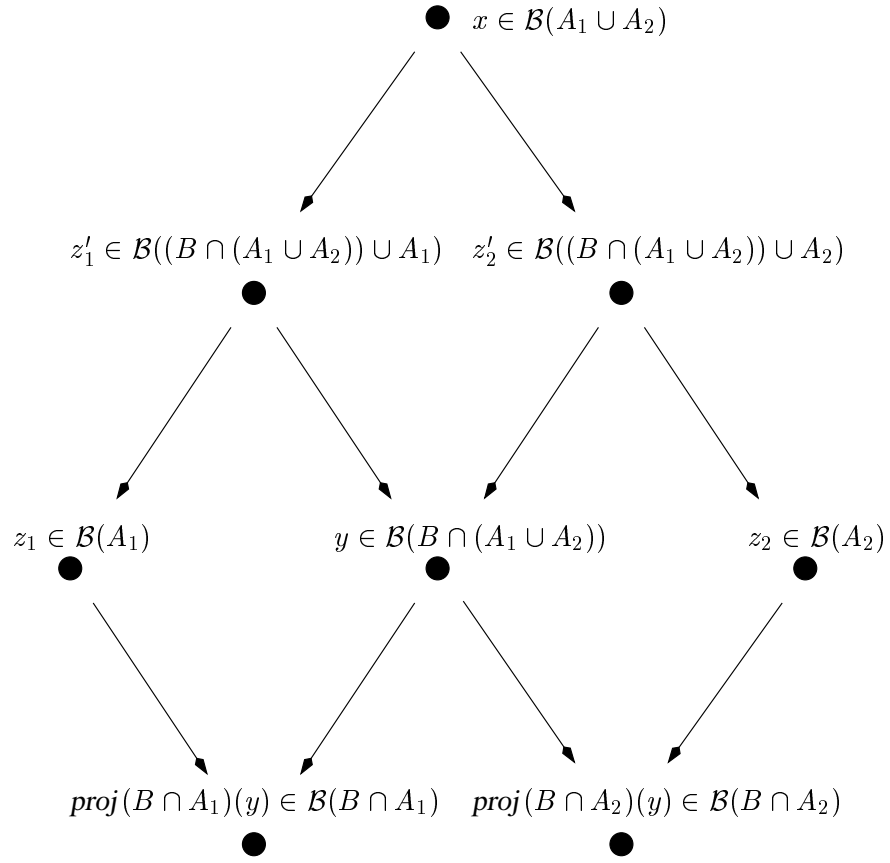 x ∈ ℬ(A₁ ∪ A₂)
z′₁ ∈ ℬ((B ∩ (A₁ ∪ A₂)) ∪ A₁) z′₂ ∈ ℬ((B ∩ (A₁ ∪ A₂)) ∪ A₂)
z₁ ∈ ℬ(A₁) y ∈ ℬ(B ∩ (A₁ ∪ A₂)) z₂ ∈ ℬ(A₂)
proj(B ∩ A₁)(y) ∈ ℬ(B ∩ A₁) proj(B ∩ A₂)(y) ∈ ℬ(B ∩ A₂)